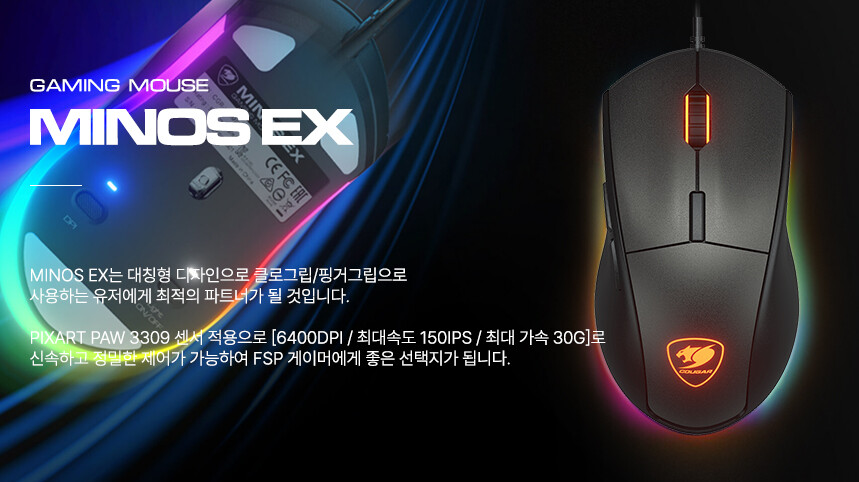 GAMING MOUSE
MINOS EX
MINOS EX는 대칭형 디자인으로 클로그립/핑거그립으로
사용하는 유저에게 최적의 파트너가 될 것입니다.
PIXART PAW 3309 센서 적용으로 [6400DPI / 최대속도 150IPS / 최대 가속 30G]로
신속하고 정밀한 제어가 가능하여 FSP 게이머에게 좋은 선택지가 됩니다.
MINOS EX
DPI
COUGAR